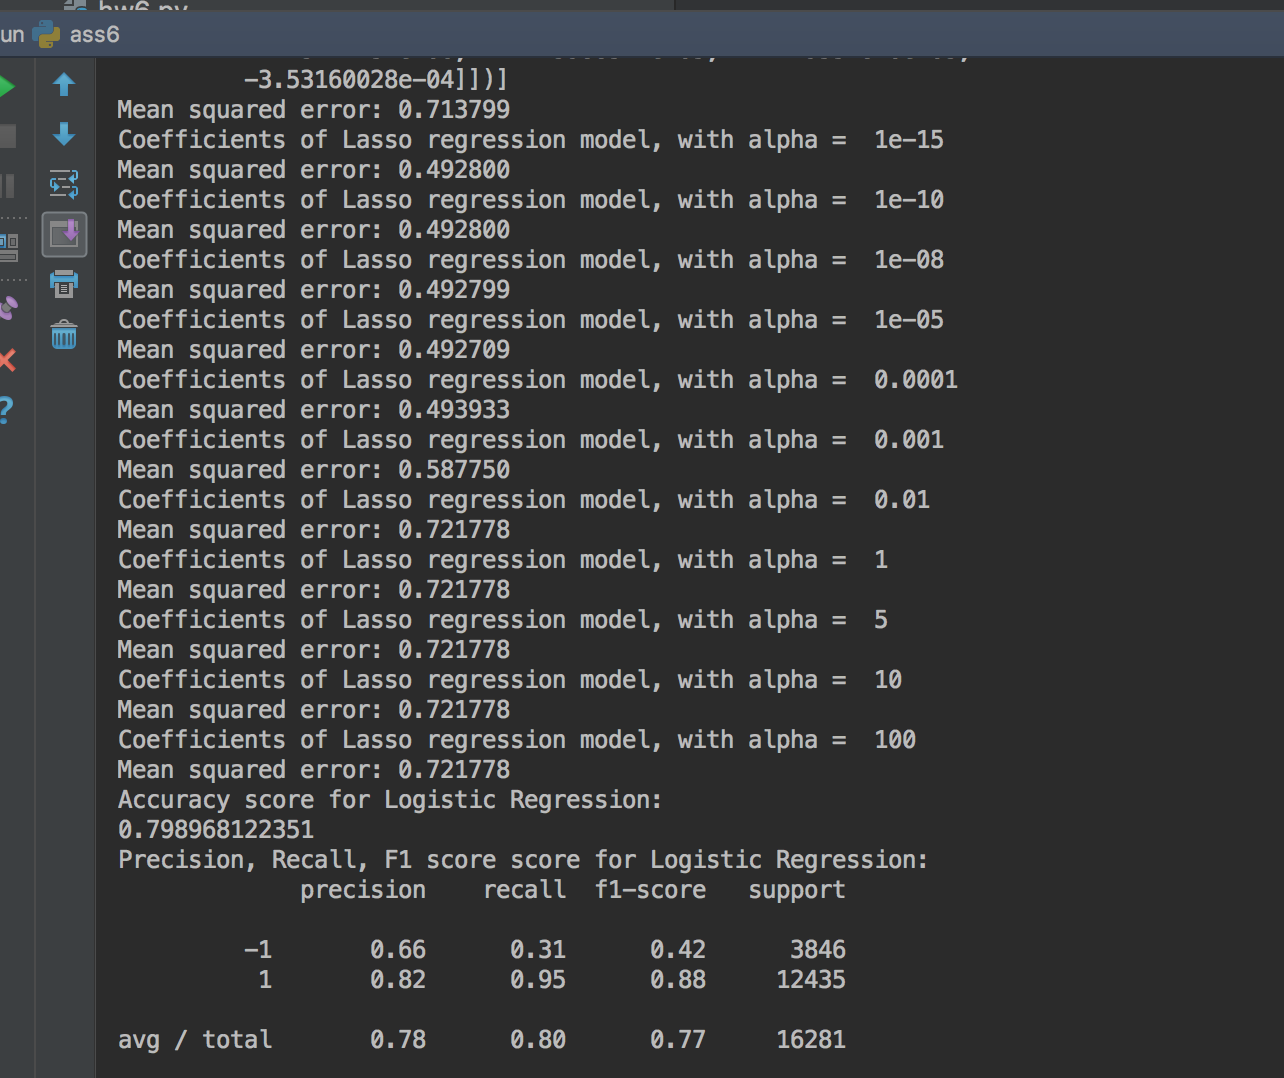 hw6.py
un ass6
-3.53160028e-04]])]
Mean squared error: 0.713799
Coefficients of Lasso regression model, with alpha =  1e-15
Mean squared error: 0.492800
Coefficients of Lasso regression model, with alpha =  1e-10
Mean squared error: 0.492800
Coefficients of Lasso regression model, with alpha =  1e-08
Mean squared error: 0.492799
Coefficients of Lasso regression model, with alpha =  1e-05
Mean squared error: 0.492709
Coefficients of Lasso regression model, with alpha =  0.0001
Mean squared error: 0.493933
Coefficients of Lasso regression model, with alpha =  0.001
Mean squared error: 0.587750
Coefficients of Lasso regression model, with alpha =  0.01
Mean squared error: 0.721778
Coefficients of Lasso regression model, with alpha =  1
Mean squared error: 0.721778
Coefficients of Lasso regression model, with alpha =  5
Mean squared error: 0.721778
Coefficients of Lasso regression model, with alpha =  10
Mean squared error: 0.721778
Coefficients of Lasso regression model, with alpha =  100
Mean squared error: 0.721778
Accuracy score for Logistic Regression:
0.798968122351
Precision, Recall, F1 score score for Logistic Regression:
precision    recall  f1-score   support
-1       0.66      0.31      0.42      3846
1       0.82      0.95      0.88     12435
avg / total       0.78      0.80      0.77     16281